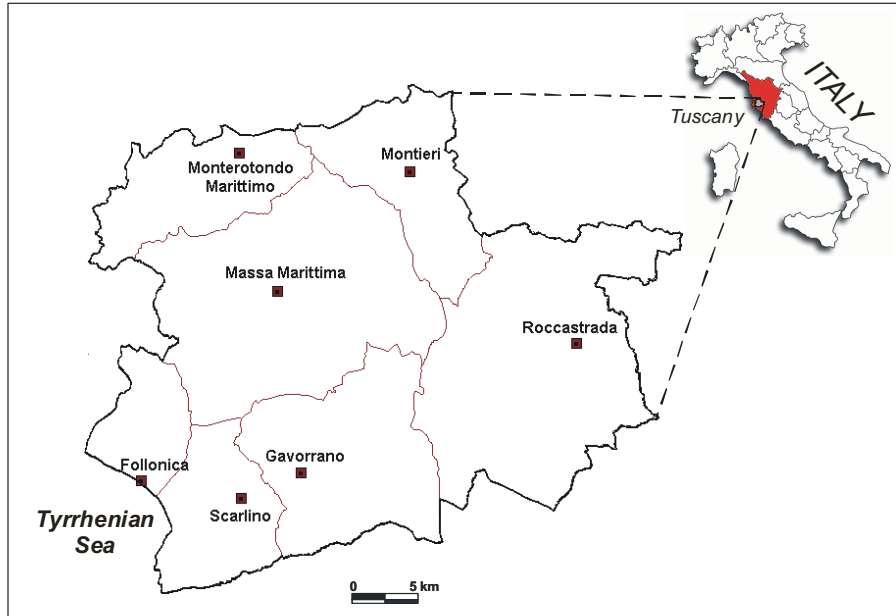 ITALY
Tuscany
Monterotondo
Marittimo
Montieri
Massa Marittima
Roccastrada
Follonica
Gavorrano
Scarlino
Tyrrhenian
Sea
0 5 km